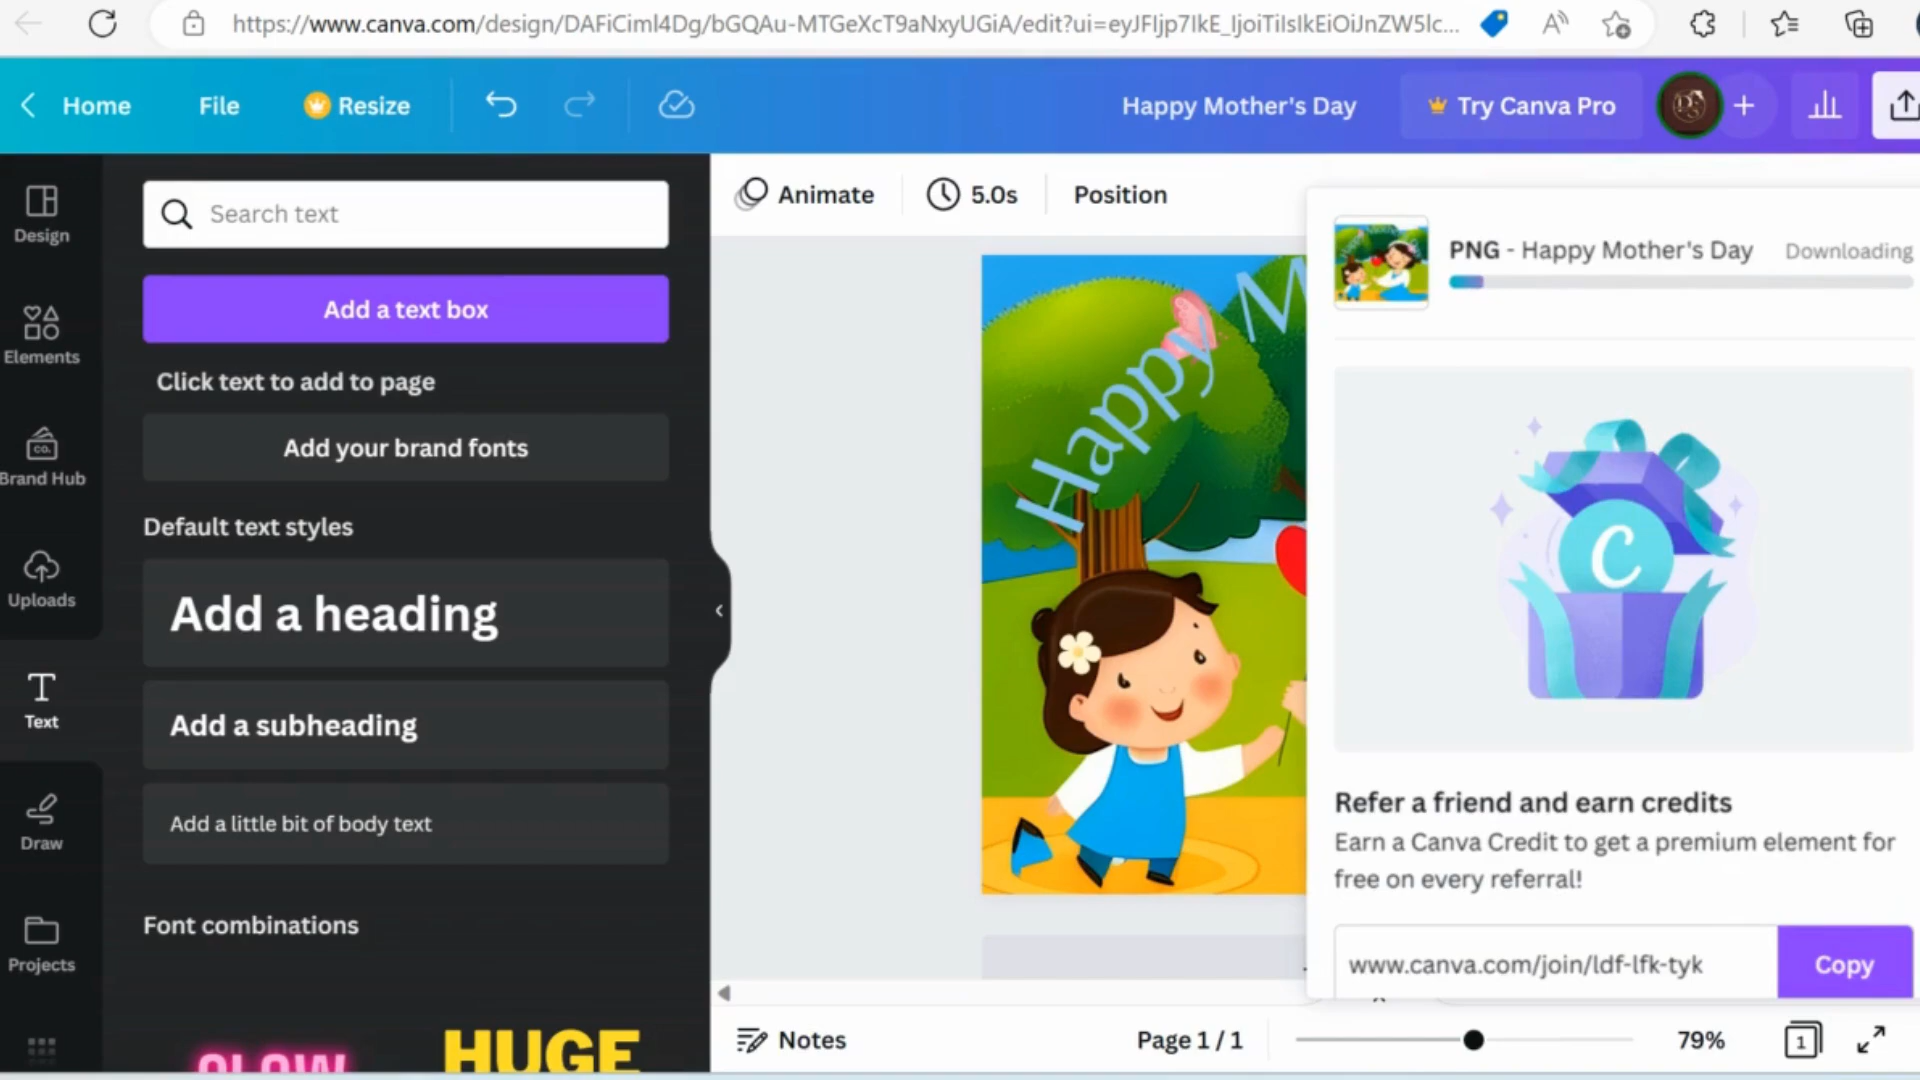 https://www.canva.com/design/DAFiCiml4Dg/bGQAu-MTGeXcT9aNxyUGiA/edit?ui=eyJFIjp7IkE_IjoiTiIsIkEiOiJnZW5lc...
Home File Resize Happy Mother's Day Try Canva Pro
Animate 5.0s Position
Search text
Design
PNG - Happy Mother's Day Downloading
Add a text box
Elements
Click text to add to page
Add your brand fonts
Brand Hub
CO.
Default text styles
Happy M
Uploads
Add a heading
C
Text
Add a subheading
Draw
Add a little bit of body text
Refer a friend and earn credits
Earn a Canva Credit to get a premium element for
free on every referral!
Font combinations
Projects
www.canva.com/join/ldf-lfk-tyk Copy
GLOW HUGE
Notes Page 1 / 1 79% 1